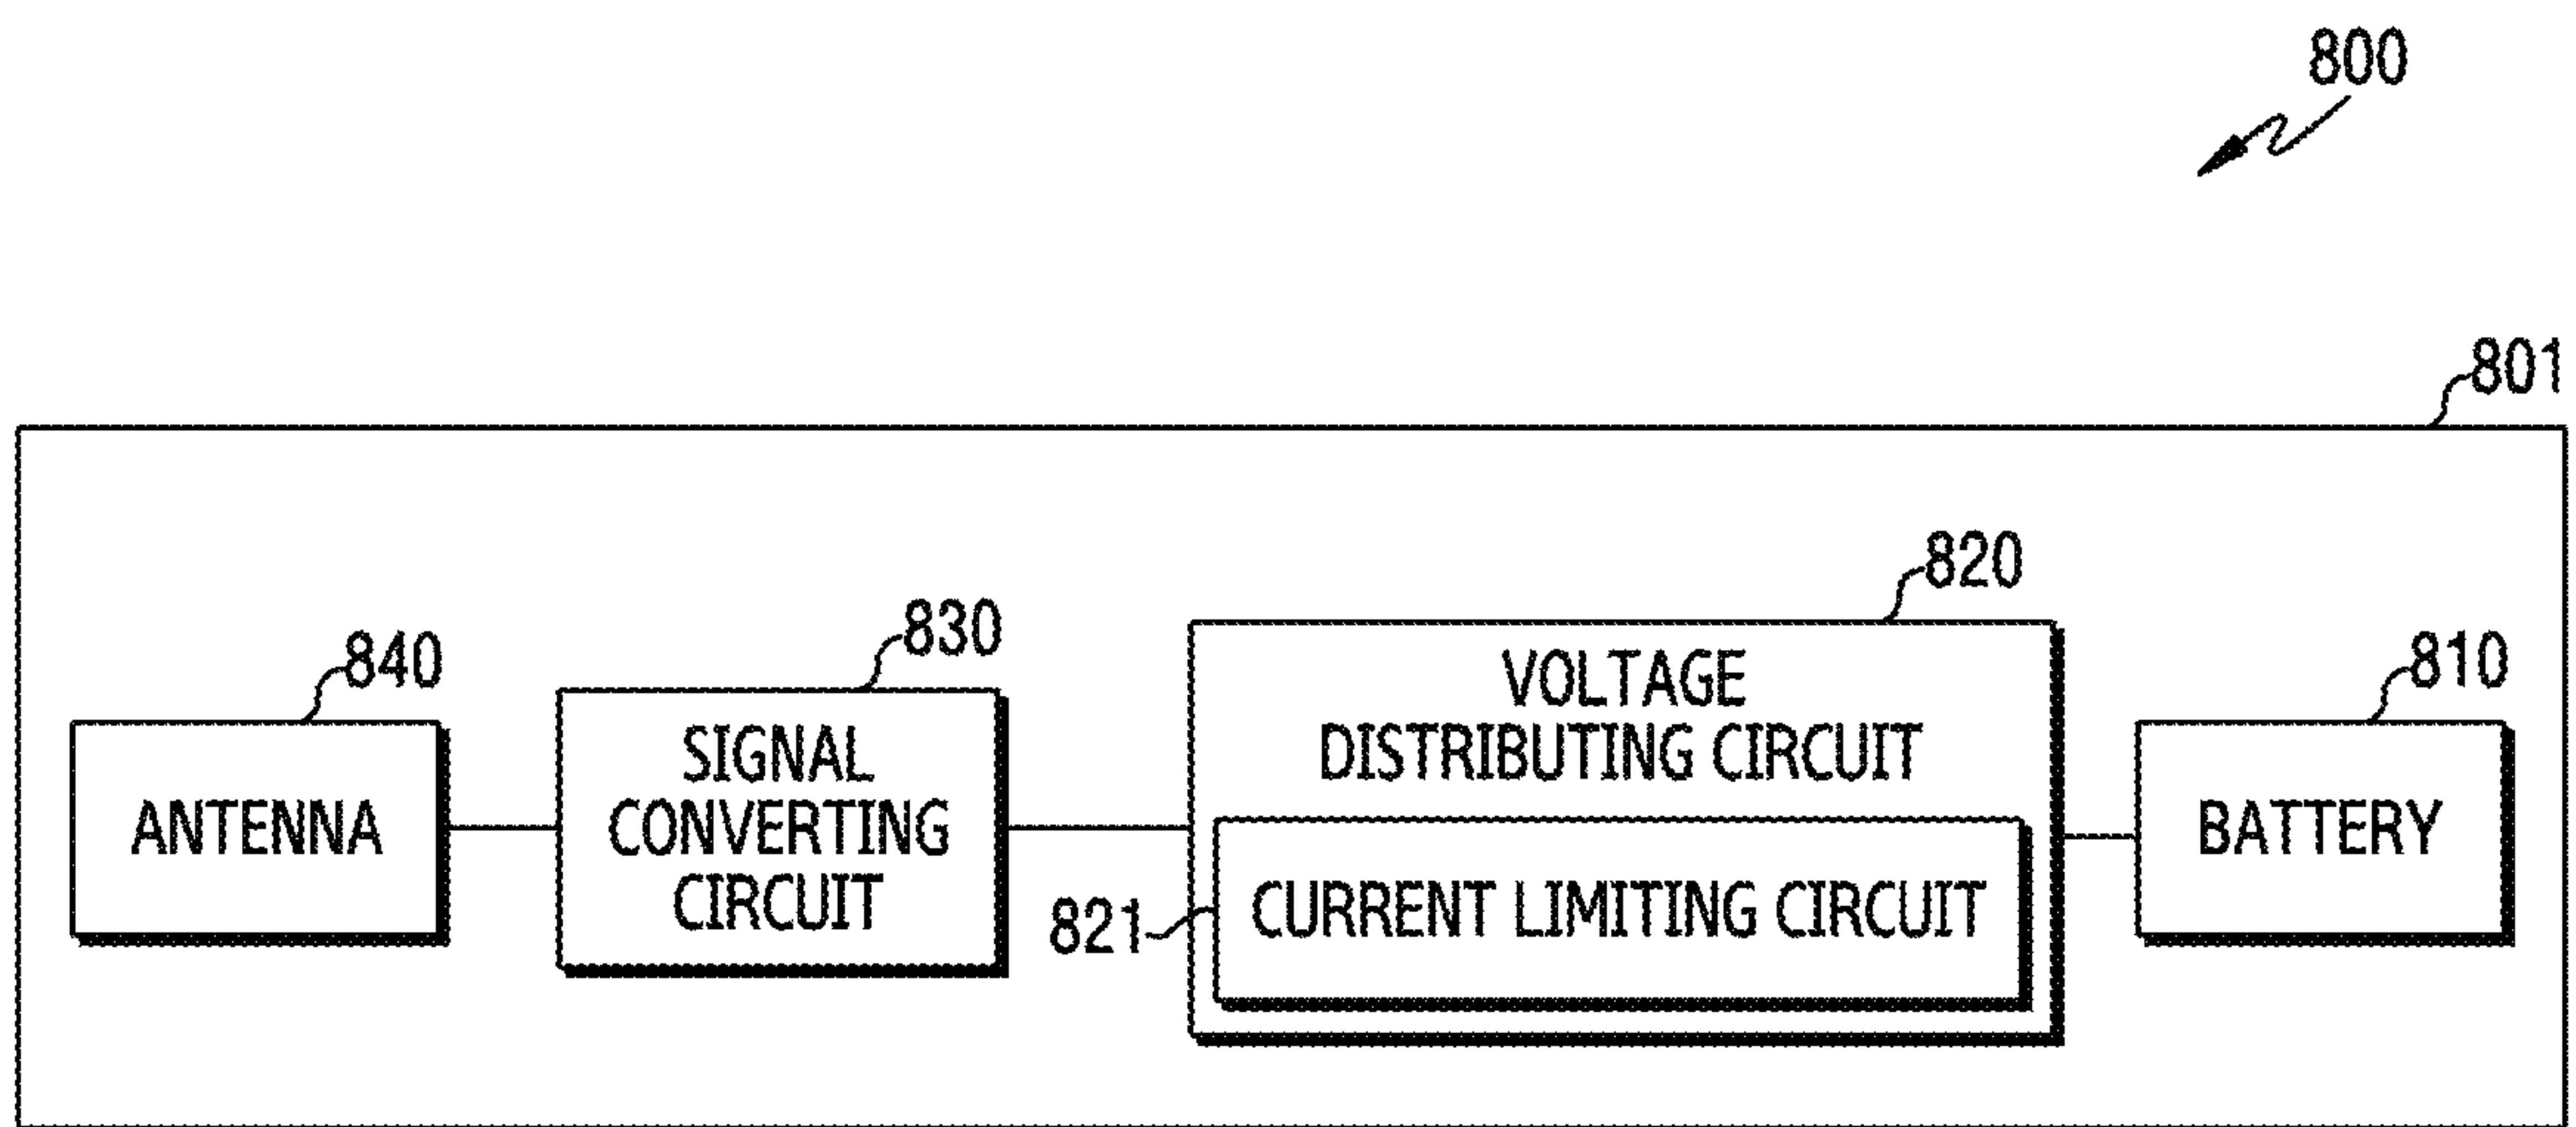 800
801
820
830
810
840
VOLTAGE
DISTRIBUTING CIRCUIT
SIGNAL
CONVERTING
CIRCUIT
ANTENNA
BATTERY
821
CURRENT LIMITING CIRCUIT